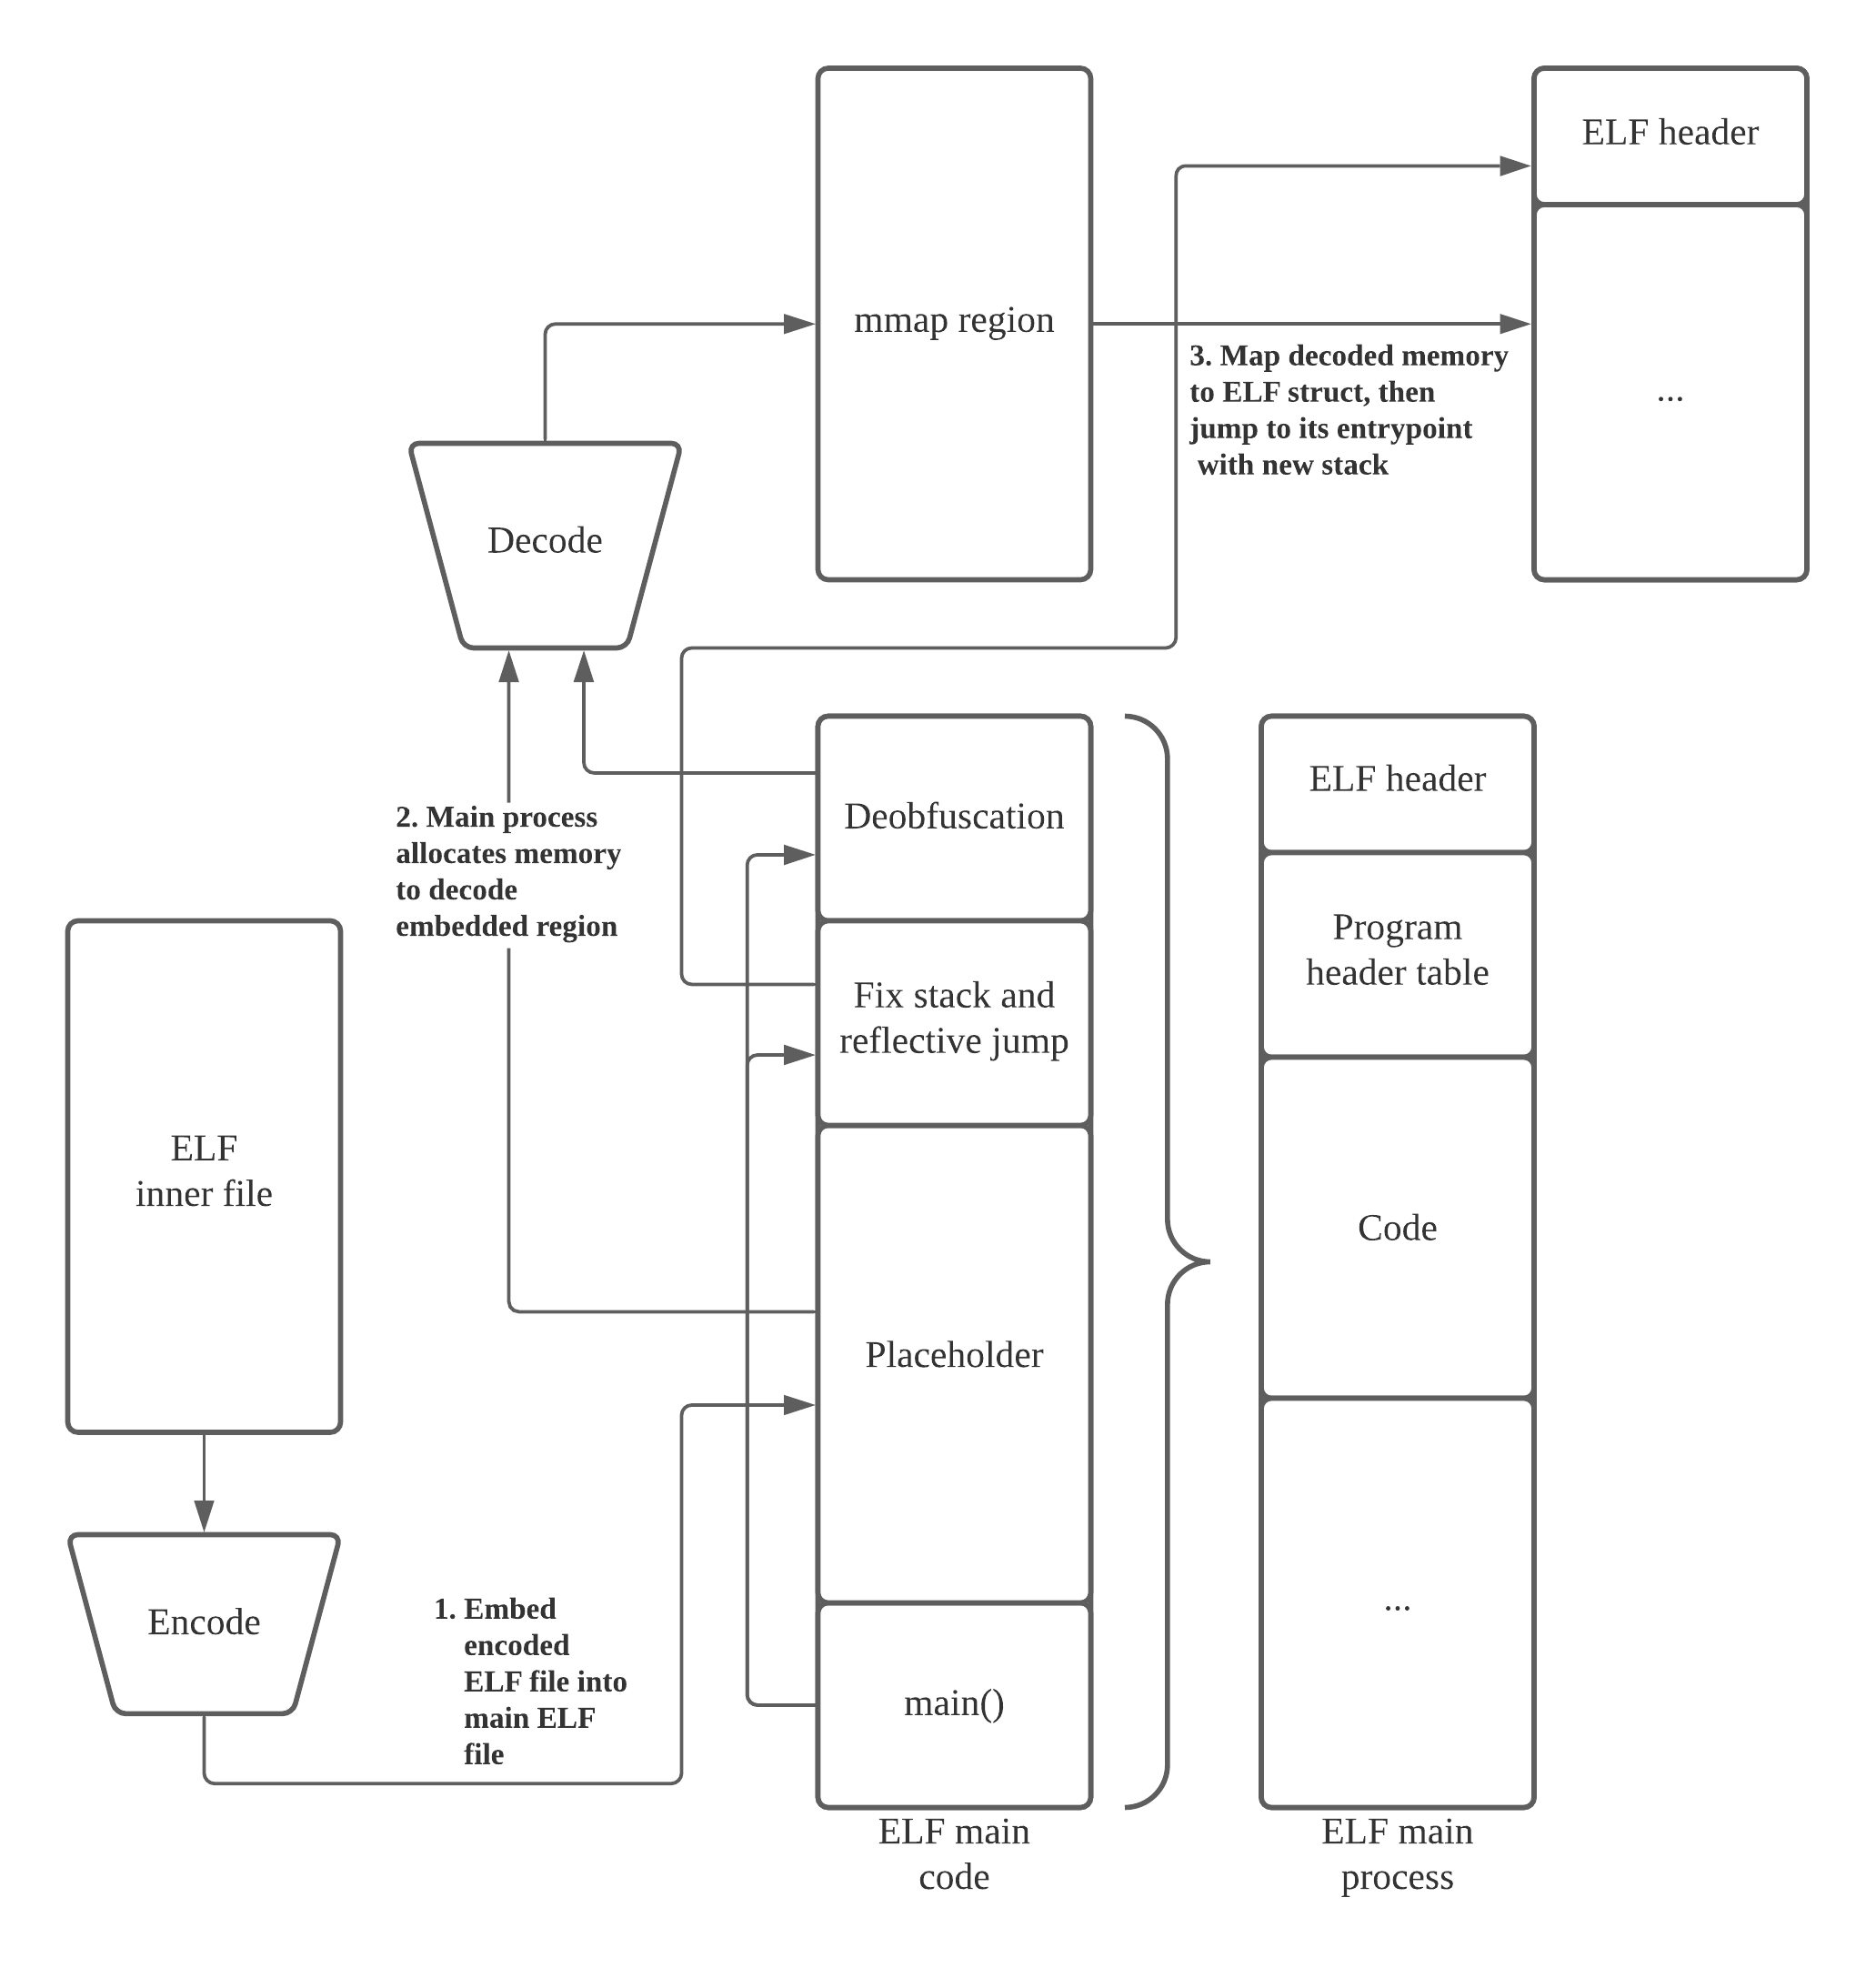 ELF header
mmap region
3. Map decoded memory
to ELF struct, then
jump to its entrypoint
with new stack
...
Decode
Deobfuscation
ELF header
2. Main process
allocates memory
to decode
embedded region
Program
header table
Fix stack and
reflective jump
ELF
inner file
Code
Placeholder
Encode
1. Embed
encoded
ELF file into
main ELF
file
...
main()
ELF main
code
ELF main
process